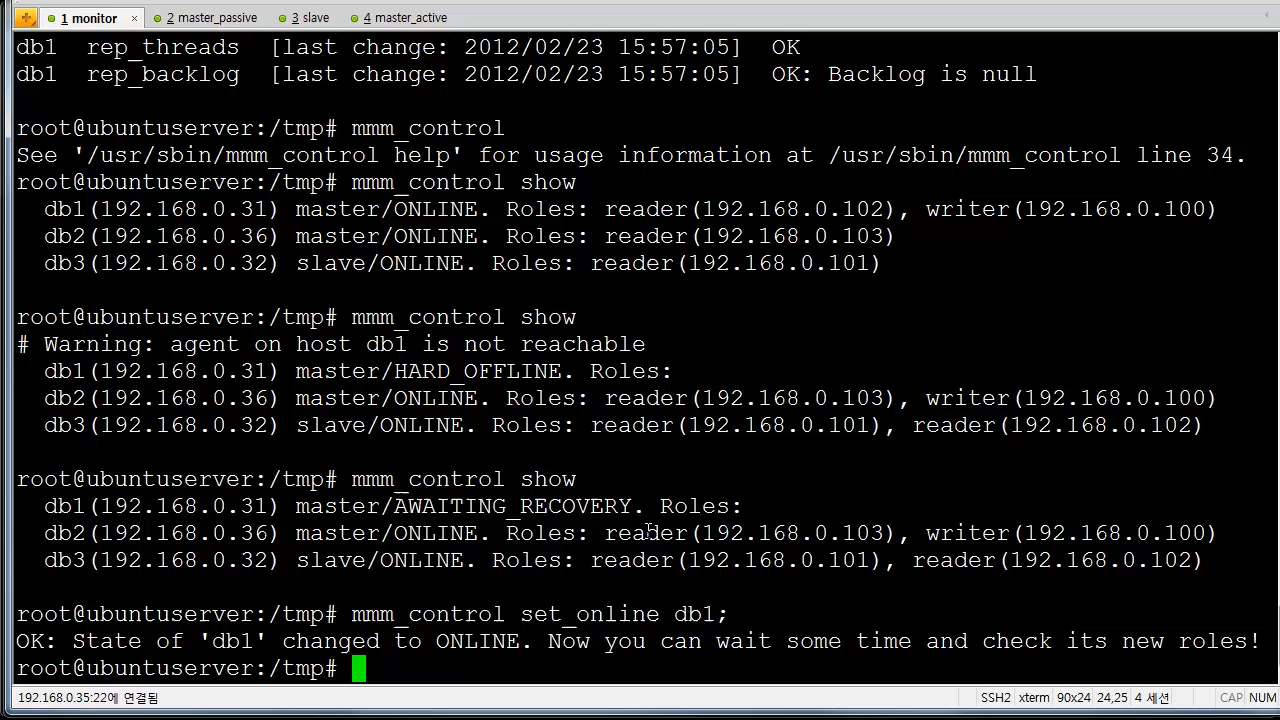 1 monitor × 2 master_passive 3 slave 4 master_active
db1  rep_threads  [last change: 2012/02/23 15:57:05]  OK
db1  rep_backlog  [last change: 2012/02/23 15:57:05]  OK: Backlog is null
root@ubuntuserver:/tmp# mmm_control
See '/usr/sbin/mmm_control help' for usage information at /usr/sbin/mmm_control line 34.
root@ubuntuserver:/tmp# mmm_control show
  db1(192.168.0.31) master/ONLINE. Roles: reader(192.168.0.102), writer(192.168.0.100)
  db2(192.168.0.36) master/ONLINE. Roles: reader(192.168.0.103)
  db3(192.168.0.32) slave/ONLINE. Roles: reader(192.168.0.101)
root@ubuntuserver:/tmp# mmm_control show
# Warning: agent on host db1 is not reachable
  db1(192.168.0.31) master/HARD_OFFLINE. Roles:
  db2(192.168.0.36) master/ONLINE. Roles: reader(192.168.0.103), writer(192.168.0.100)
  db3(192.168.0.32) slave/ONLINE. Roles: reader(192.168.0.101), reader(192.168.0.102)
root@ubuntuserver:/tmp# mmm_control show
  db1(192.168.0.31) master/AWAITING_RECOVERY. Roles:
  db2(192.168.0.36) master/ONLINE. Roles: reader(192.168.0.103), writer(192.168.0.100)
  db3(192.168.0.32) slave/ONLINE. Roles: reader(192.168.0.101), reader(192.168.0.102)
root@ubuntuserver:/tmp# mmm_control set_online db1;
OK: State of 'db1' changed to ONLINE. Now you can wait some time and check its new roles!
root@ubuntuserver:/tmp#
192.168.0.35:22에 연결됨 SSH2 xterm 90x24 24,25 4 세션 CAP NUM